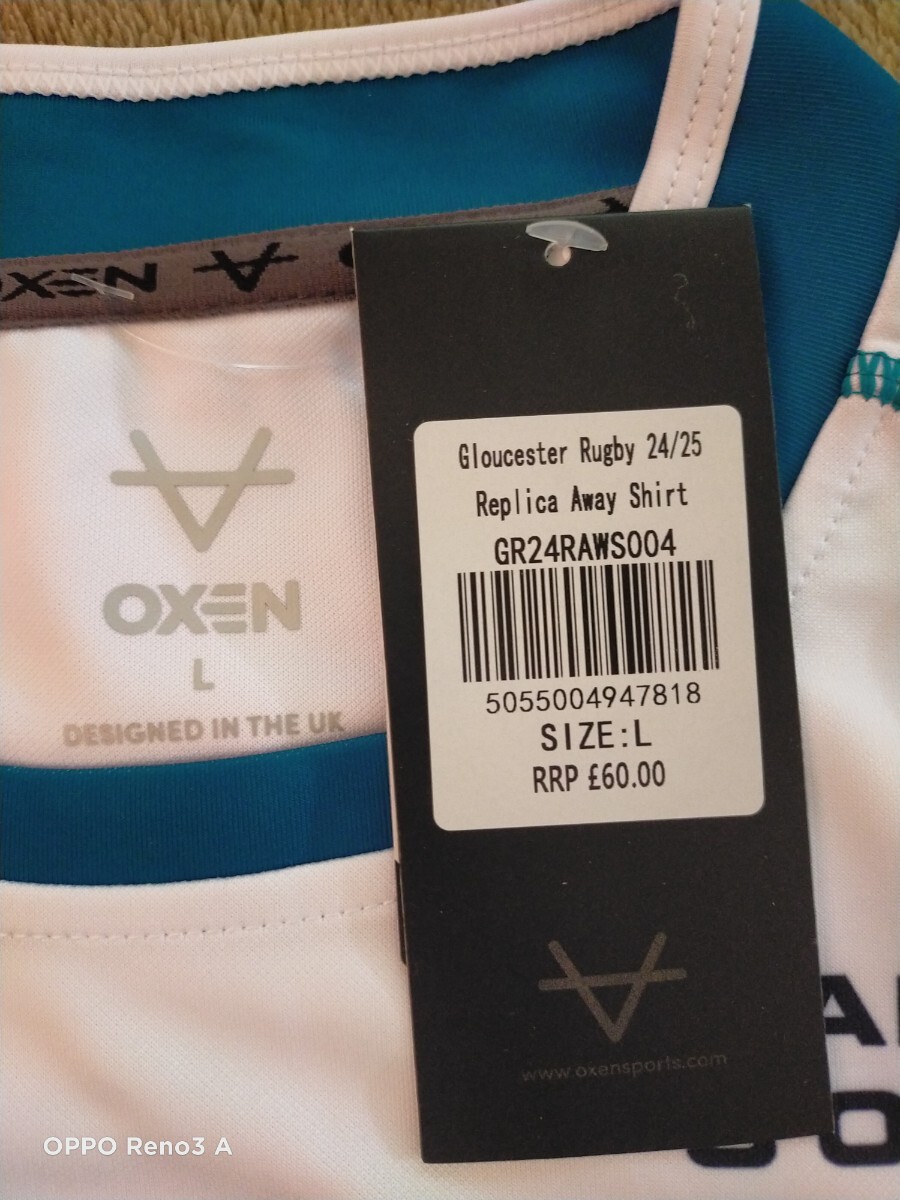 OXEN
OXEN
L
DESIGNED IN THE UK
Gloucester Rugby 24/25
Replica Away Shirt
GR24RAWS004
5055004947818
SIZE:L
RRP £60.00
www.oxensports.com
OPPO Reno3 A